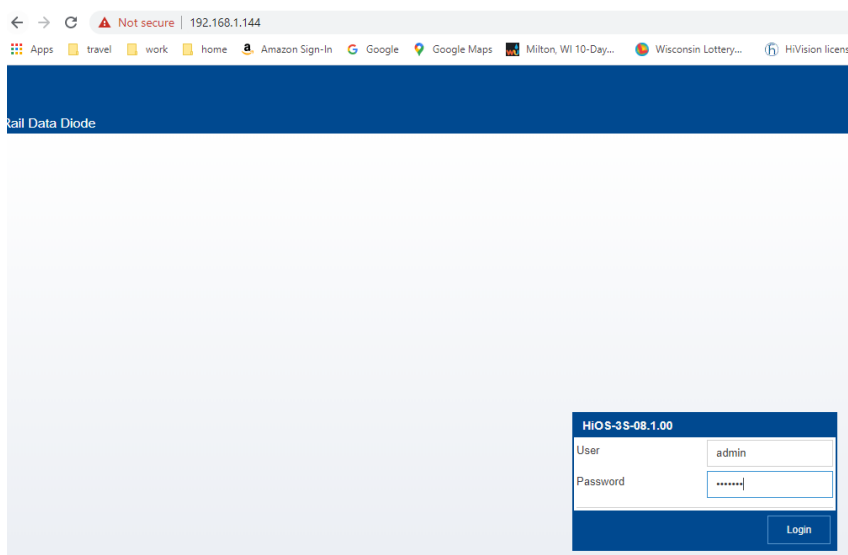 Not secure | 192.168.1.144
Apps travel work home Amazon Sign-In Google Google Maps Milton, WI 10-Day... Wisconsin Lottery... HiVision licens
Rail Data Diode
HiOS-3S-08.1.00
User admin
Password •••••••
Login